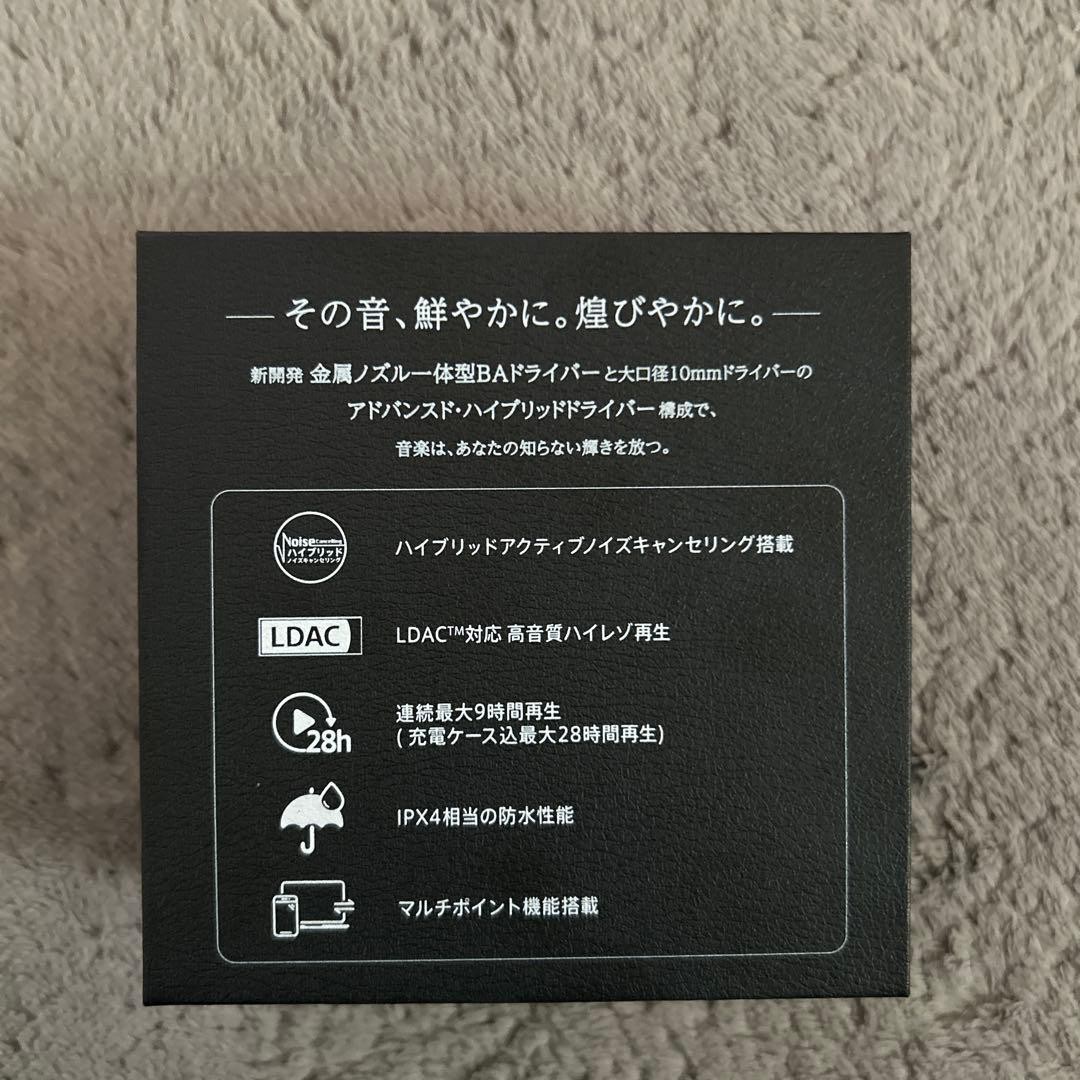 その音、鮮やかに。煌びやかに。
新開発 金属ノズル一体型BAドライバーと大口径10mmドライバーの
アドバンスド・ハイブリッドドライバー構成で、
音楽は、あなたの知らない輝きを放つ。
Noise Cancelling
ハイブリッド
ノイズキャンセリング
ハイブリッドアクティブノイズキャンセリング搭載
LDAC
LDAC™対応 高音質ハイレゾ再生
28h
連続最大9時間再生
(充電ケース込最大28時間再生)
IPX4相当の防水性能
マルチポイント機能搭載